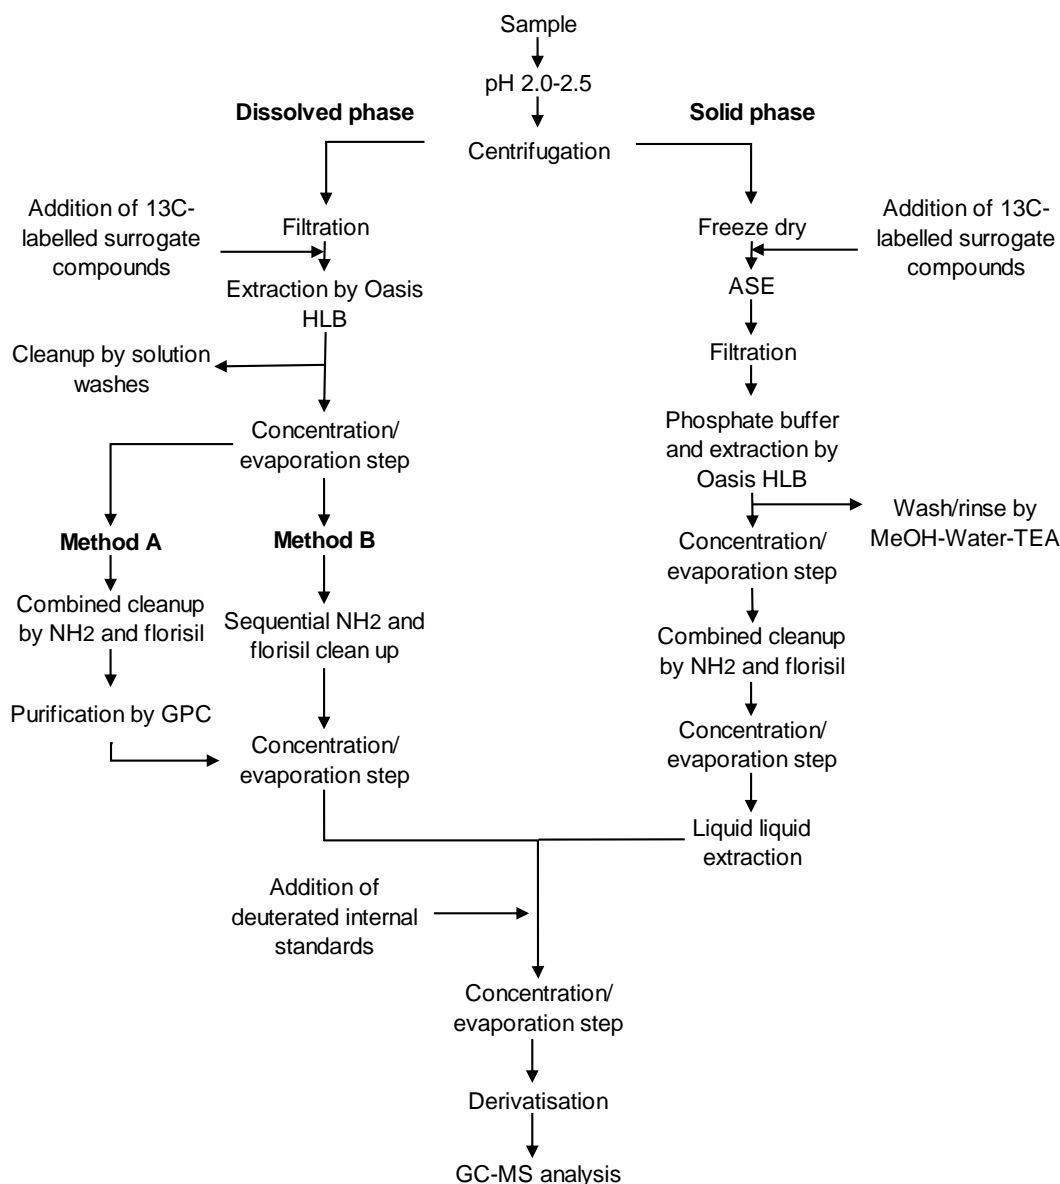 Sample
pH 2.0-2.5
Dissolved phase
Solid phase
Centrifugation
Addition of 13C-
labelled surrogate
compounds
Filtration
Extraction by Oasis
HLB
Cleanup by solution
washes
Concentration/
evaporation step
Method A
Combined cleanup
by NH2 and florisil
Purification by GPC
Method B
Sequential NH2 and
florisil clean up
Concentration/
evaporation step
Freeze dry
Addition of 13C-
labelled surrogate
compounds
ASE
Filtration
Phosphate buffer
and extraction by
Oasis HLB
Wash/rinse by
MeOH-Water-TEA
Concentration/
evaporation step
Combined cleanup
by NH2 and florisil
Concentration/
evaporation step
Liquid liquid
extraction
Addition of
deuterated internal
standards
Concentration/
evaporation step
Derivatisation
GC-MS analysis